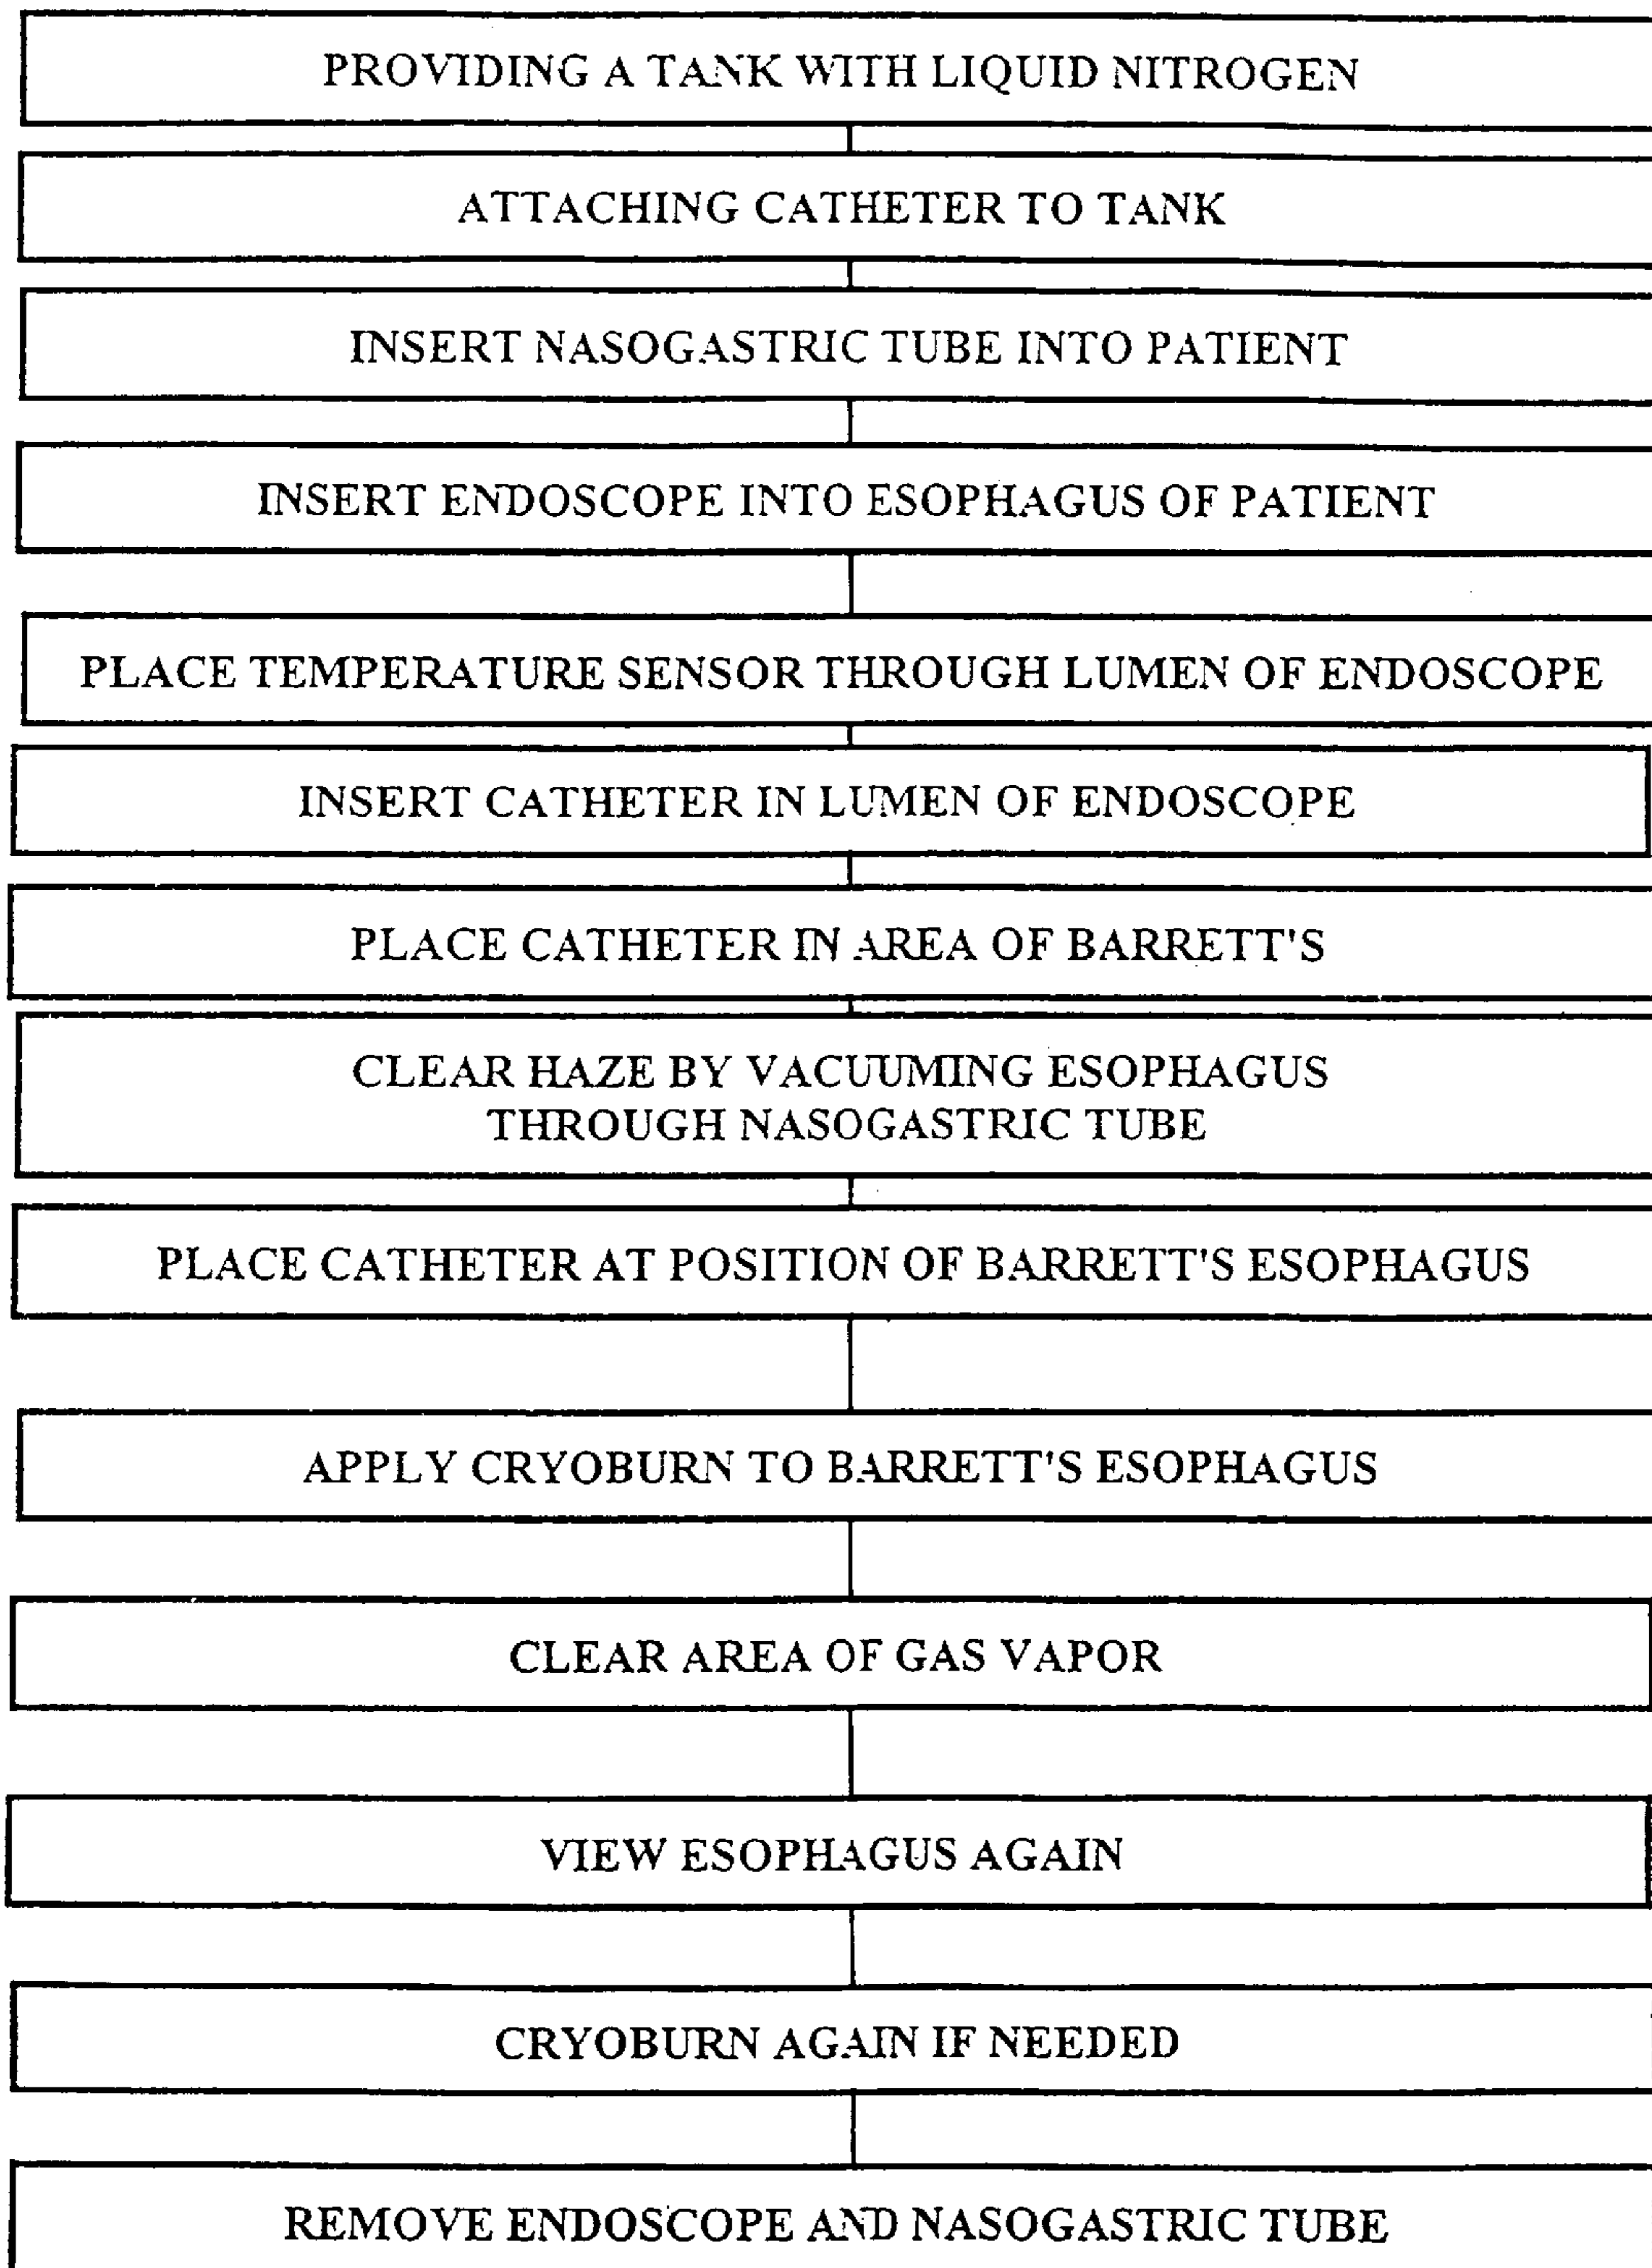 PROVIDING A TANK WITH LIQUID NITROGEN
ATTACHING CATHETER TO TANK
INSERT NASOGASTRIC TUBE INTO PATIENT
INSERT ENDOSCOPE INTO ESOPHAGUS OF PATIENT
PLACE TEMPERATURE SENSOR THROUGH LUMEN OF ENDOSCOPE
INSERT CATHETER IN LUMEN OF ENDOSCOPE
PLACE CATHETER IN AREA OF BARRETT'S
CLEAR HAZE BY VACUUMING ESOPHAGUS
THROUGH NASOGASTRIC TUBE
PLACE CATHETER AT POSITION OF BARRETT'S ESOPHAGUS
APPLY CRYOBURN TO BARRETT'S ESOPHAGUS
CLEAR AREA OF GAS VAPOR
VIEW ESOPHAGUS AGAIN
CRYOBURN AGAIN IF NEEDED
REMOVE ENDOSCOPE AND NASOGASTRIC TUBE